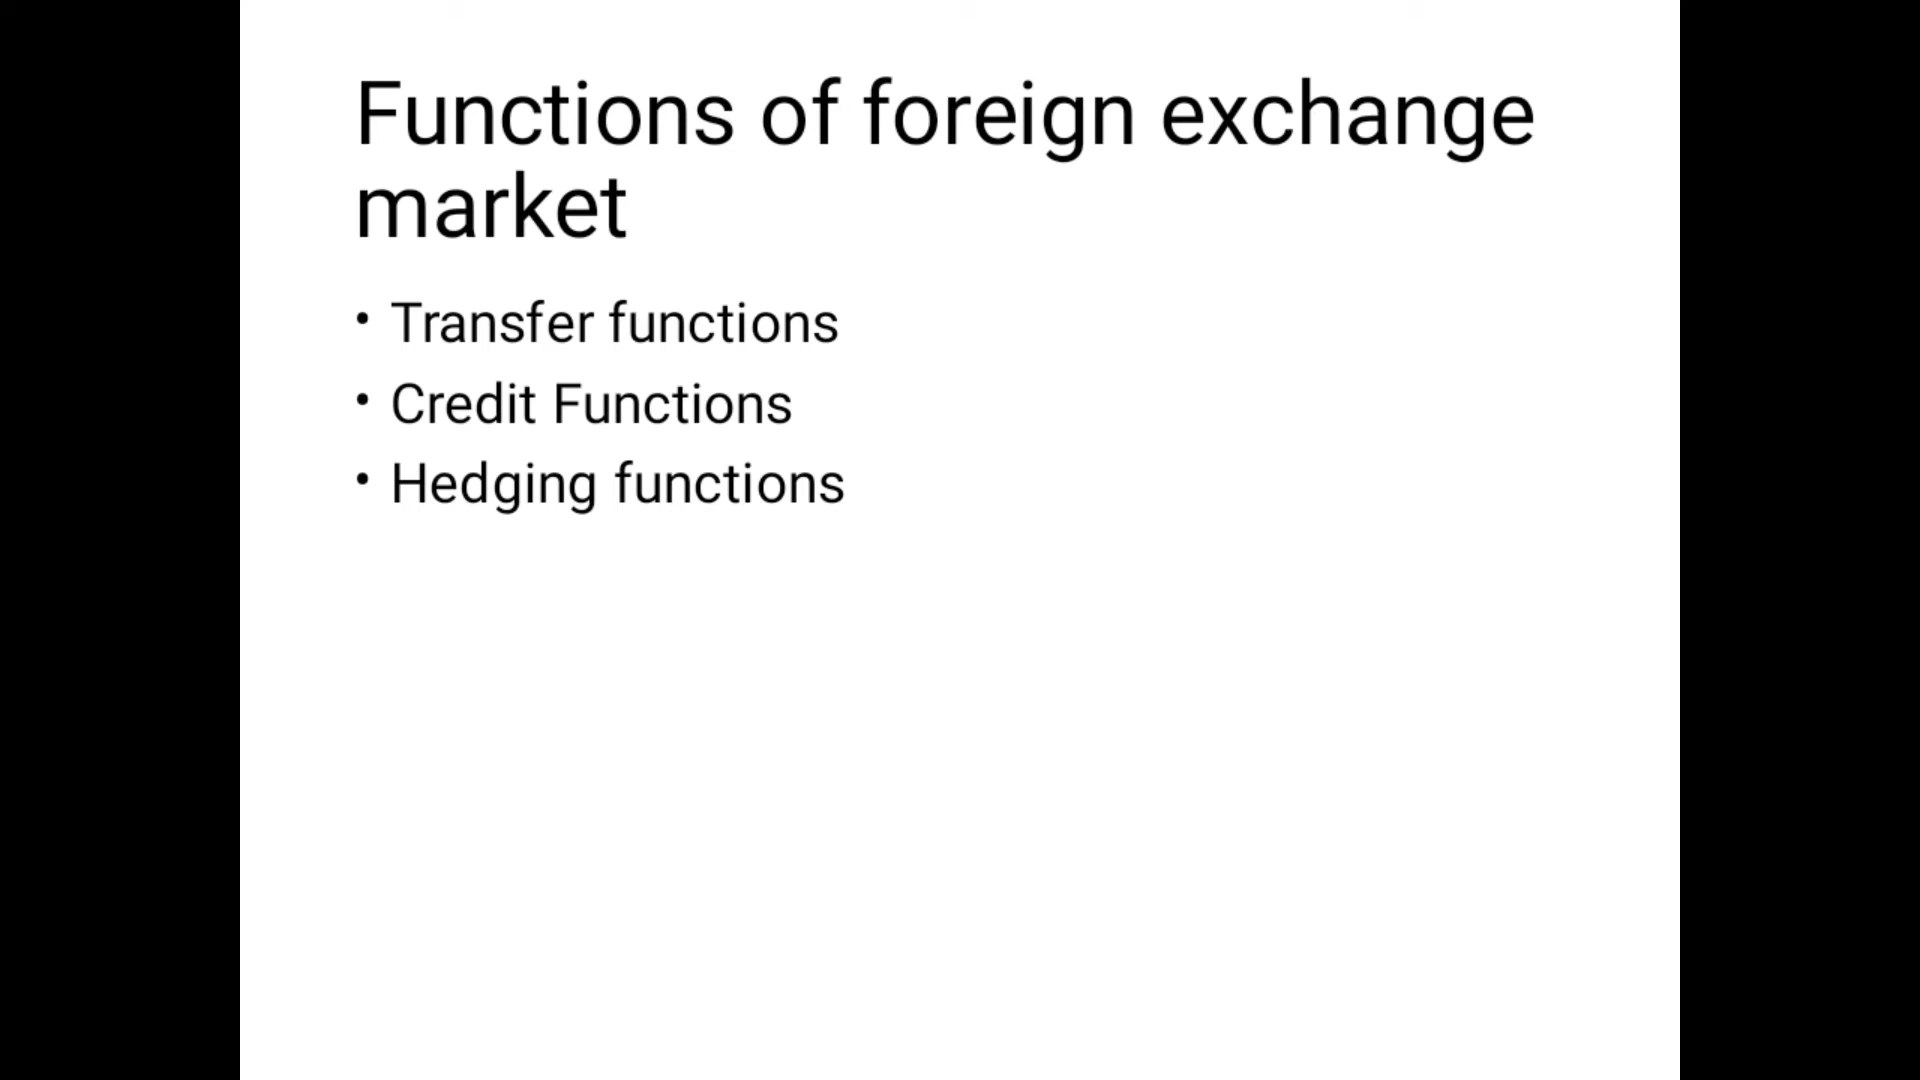 Functions of foreign exchange
market
• Transfer functions
• Credit Functions
• Hedging functions